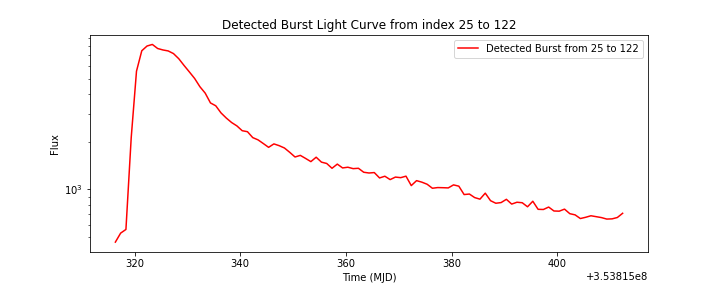 Detected Burst Light Curve from index 25 to 122
Detected Burst from 25 to 122
Flux
10³
320 340 360 380 400
Time (MJD)
+3.53815e8